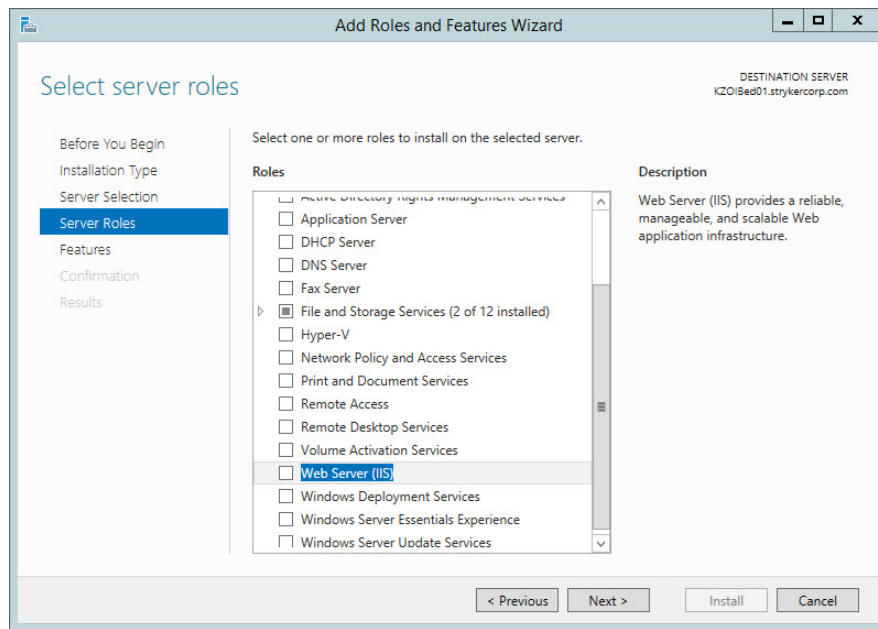 Add Roles and Features Wizard
Select server roles
DESTINATION SERVER
KZOIBed01.strykercorp.com
Before You Begin
Installation Type
Server Selection
Server Roles
Features
Confirmation
Results
Select one or more roles to install on the selected server.
Roles
Active Directory Rights Management Services
Application Server
DHCP Server
DNS Server
Fax Server
File and Storage Services (2 of 12 installed)
Hyper-V
Network Policy and Access Services
Print and Document Services
Remote Access
Remote Desktop Services
Volume Activation Services
Web Server (IIS)
Windows Deployment Services
Windows Server Essentials Experience
Windows Server Update Services
Description
Web Server (IIS) provides a reliable,
manageable, and scalable Web
application infrastructure.
< Previous
Next >
Install
Cancel